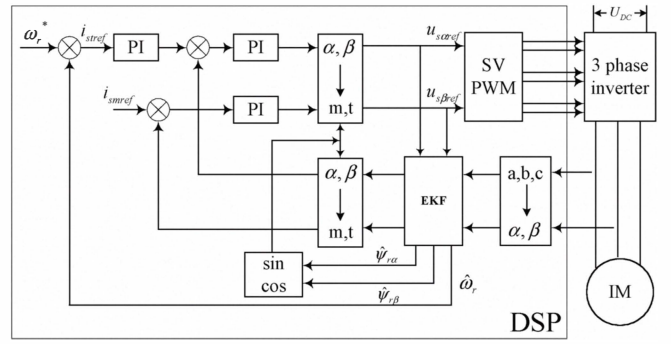 ω_r^*
i_stref
PI
PI
α, β
m,t
u_sαref
u_sβref
SV
PWM
U_DC
3 phase
inverter
i_smref
PI
α, β
m,t
EKF
a,b,c
α, β
sin
cos
ψ̂_rα
ψ̂_rβ
ω̂_r
IM
DSP